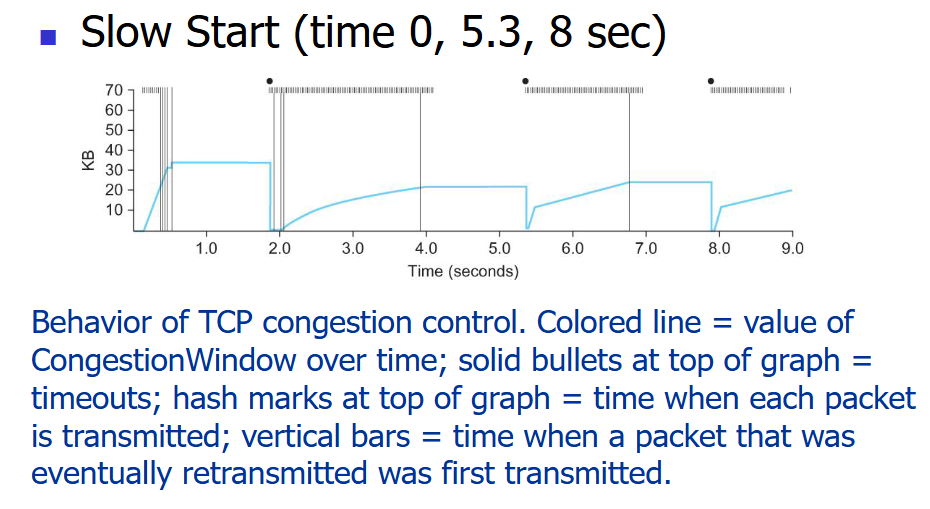 Slow Start (time 0, 5.3, 8 sec)
70
60
50
40
30
20
10
KB
1.0 2.0 3.0 4.0 5.0 6.0 7.0 8.0 9.0
Time (seconds)
Behavior of TCP congestion control. Colored line = value of
CongestionWindow over time; solid bullets at top of graph =
timeouts; hash marks at top of graph = time when each packet
is transmitted; vertical bars = time when a packet that was
eventually retransmitted was first transmitted.